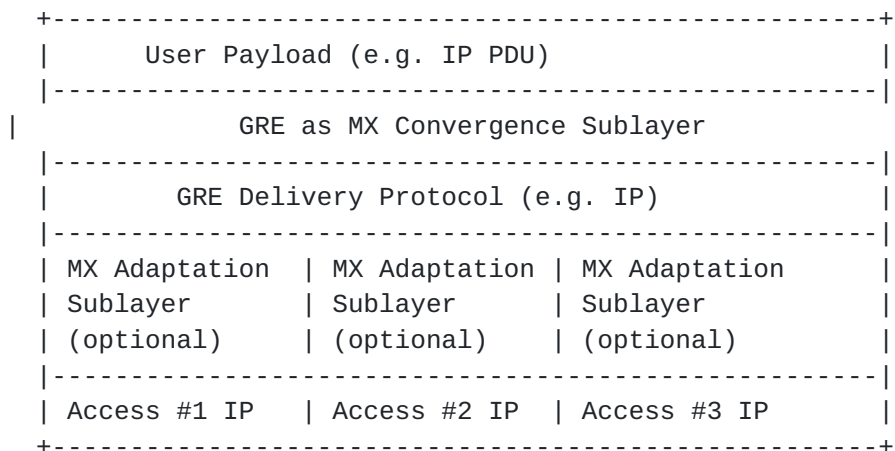 +-----------------------------------------------------+
|      User Payload (e.g. IP PDU)                     |
|-----------------------------------------------------|
|              GRE as MX Convergence Sublayer
|-----------------------------------------------------|
|        GRE Delivery Protocol (e.g. IP)              |
|-----------------------------------------------------|
| MX Adaptation  | MX Adaptation | MX Adaptation      |
| Sublayer       | Sublayer      | Sublayer           |
| (optional)     | (optional)    | (optional)         |
|-----------------------------------------------------|
| Access #1 IP   | Access #2 IP  | Access #3 IP       |
+-----------------------------------------------------+